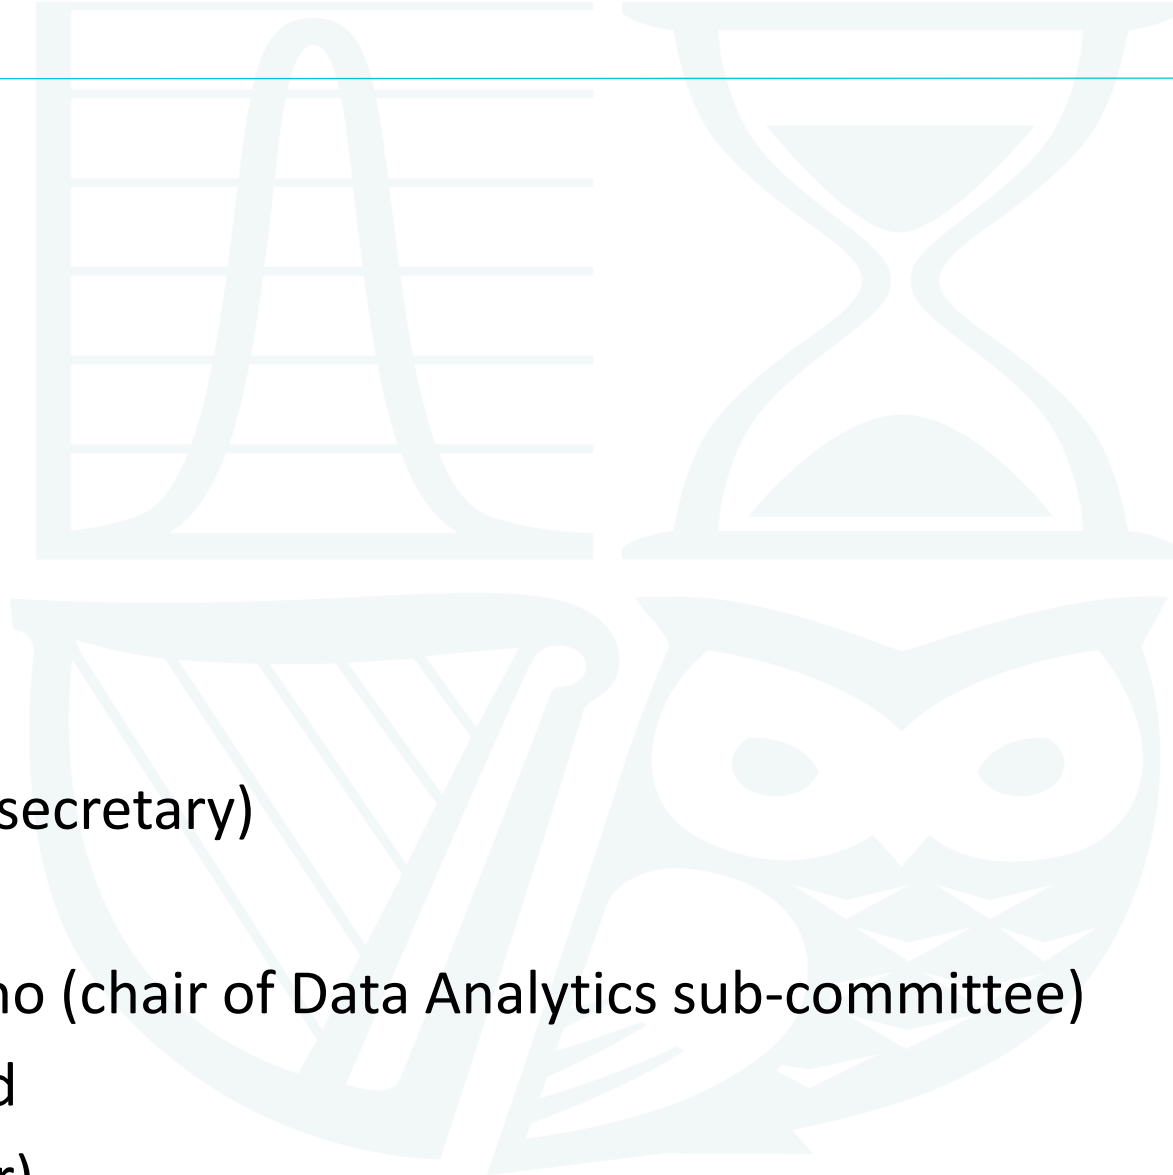 secretary)
no (chair of Data Analytics sub-committee)
d
r)